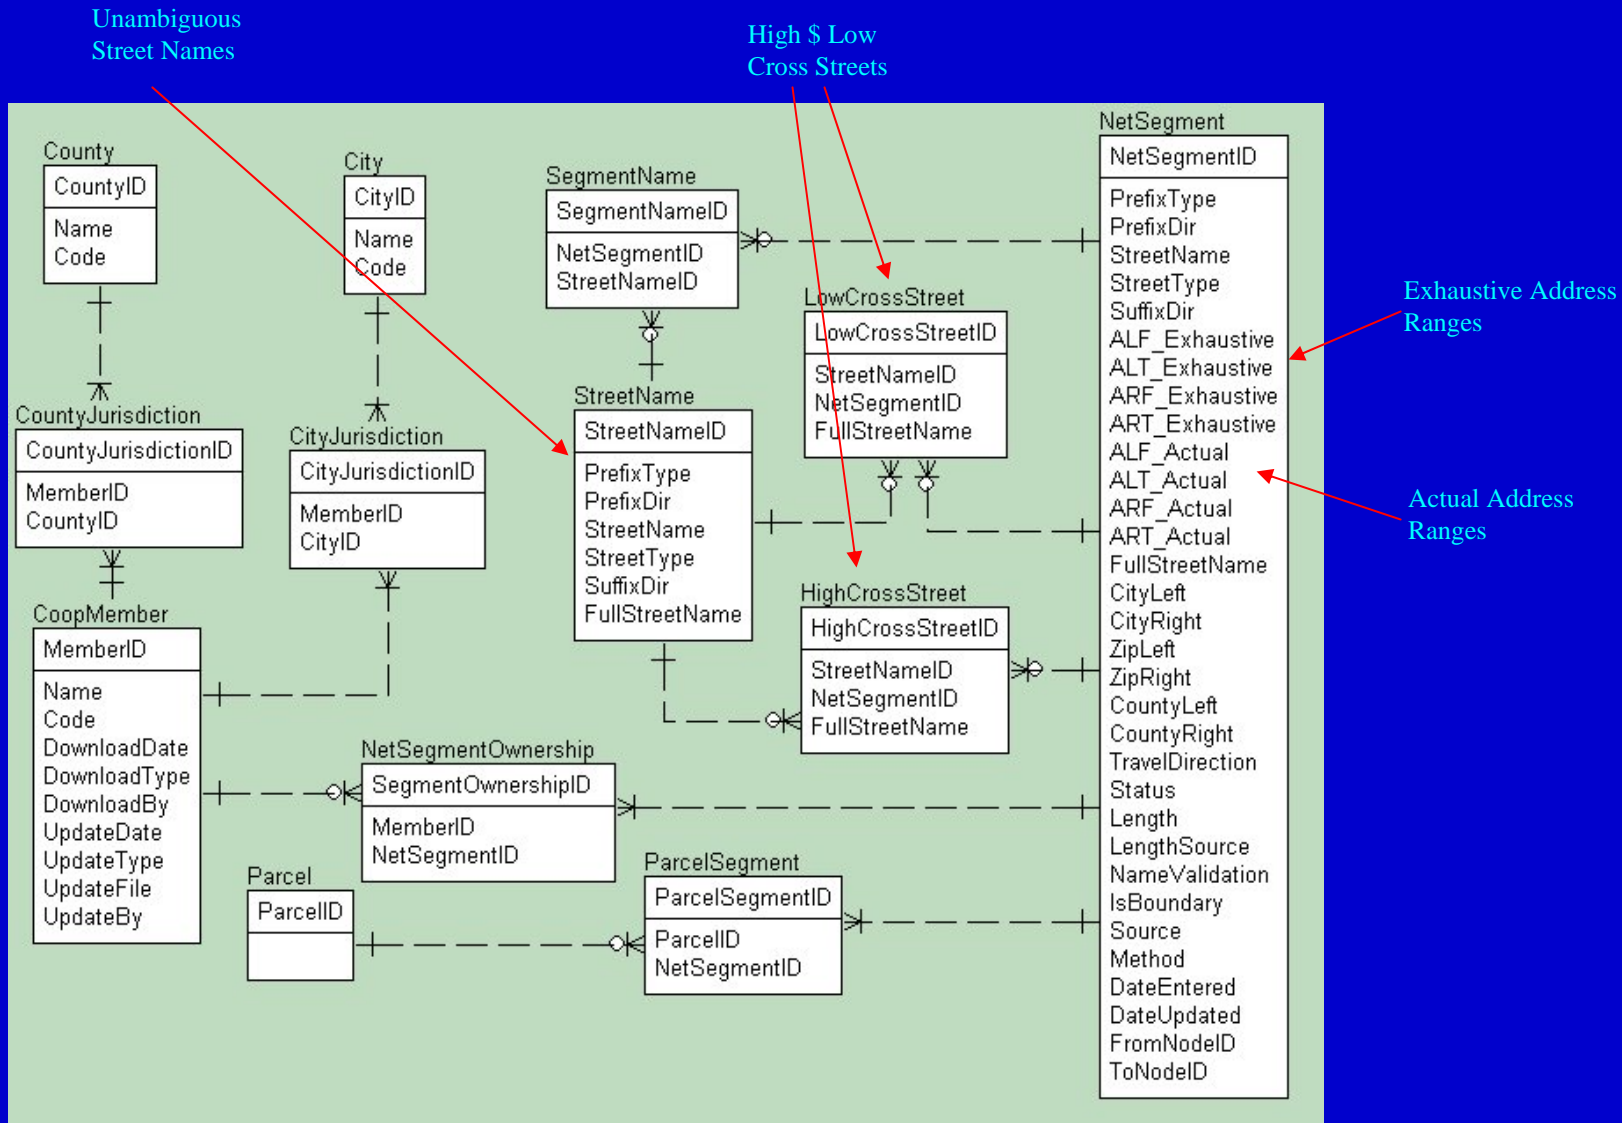 Unambiguous
Street Names
High $ Low
Cross Streets
County
CountyID
Name
Code
City
CityID
Name
Code
SegmentName
SegmentNameID
NetSegmentID
StreetNameID
LowCrossStreet
LowCrossStreetID
StreetNameID
NetSegmentID
FullStreetName
CountyJurisdiction
CountyJurisdictionID
MemberID
CountyID
CityJurisdiction
CityJurisdictionID
MemberID
CityID
StreetName
StreetNameID
PrefixType
PrefixDir
StreetName
StreetType
SuffixDir
FullStreetName
HighCrossStreet
HighCrossStreetID
StreetNameID
NetSegmentID
FullStreetName
CoopMember
MemberID
Name
Code
DownloadDate
DownloadType
DownloadBy
UpdateDate
UpdateType
UpdateFile
UpdateBy
NetSegmentOwnership
SegmentOwnershipID
MemberID
NetSegmentID
Parcel
ParcelID
ParcelSegment
ParcelSegmentID
ParcelID
NetSegmentID
NetSegment
NetSegmentID
PrefixType
PrefixDir
StreetName
StreetType
SuffixDir
ALF_Exhaustive
ALT_Exhaustive
ARF_Exhaustive
ART_Exhaustive
ALF_Actual
ALT_Actual
ARF_Actual
ART_Actual
FullStreetName
CityLeft
CityRight
ZipLeft
ZipRight
CountyLeft
CountyRight
TravelDirection
Status
Length
LengthSource
NameValidation
IsBoundary
Source
Method
DateEntered
DateUpdated
FromNodeID
ToNodeID
Exhaustive Address
Ranges
Actual Address
Ranges